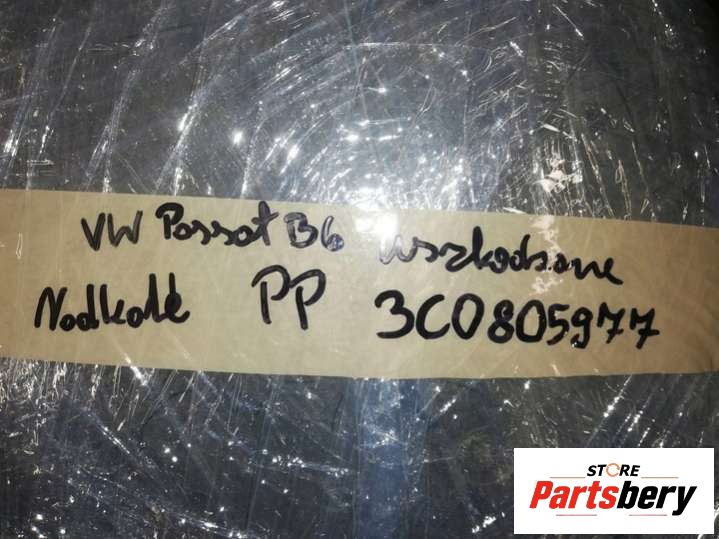 VW Passat B6 uszkodzone
Nadkole PP 3C0805977
STORE
Partsbery